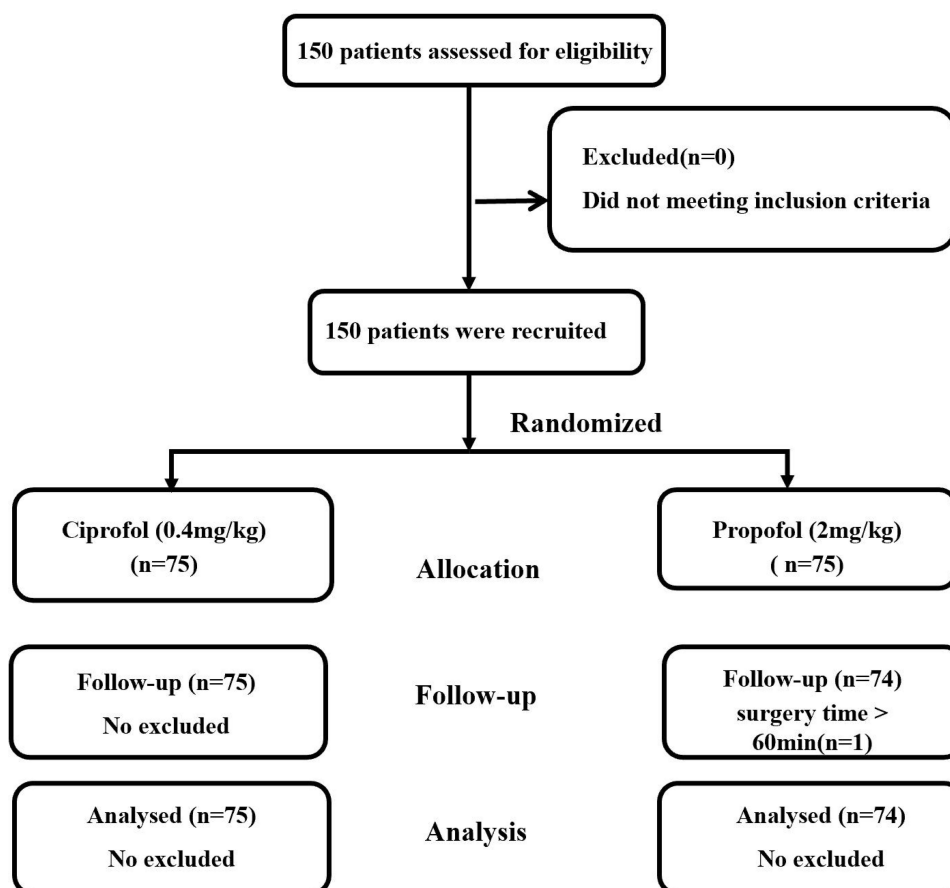 150 patients assessed for eligibility
Excluded(n=0)
Did not meeting inclusion criteria
150 patients were recruited
Randomized
Ciprofol (0.4mg/kg)
(n=75)
Allocation
Propofol (2mg/kg)
( n=75)
Follow-up (n=75)
No excluded
Follow-up
Follow-up (n=74)
surgery time >
60min(n=1)
Analysed (n=75)
No excluded
Analysis
Analysed (n=74)
No excluded